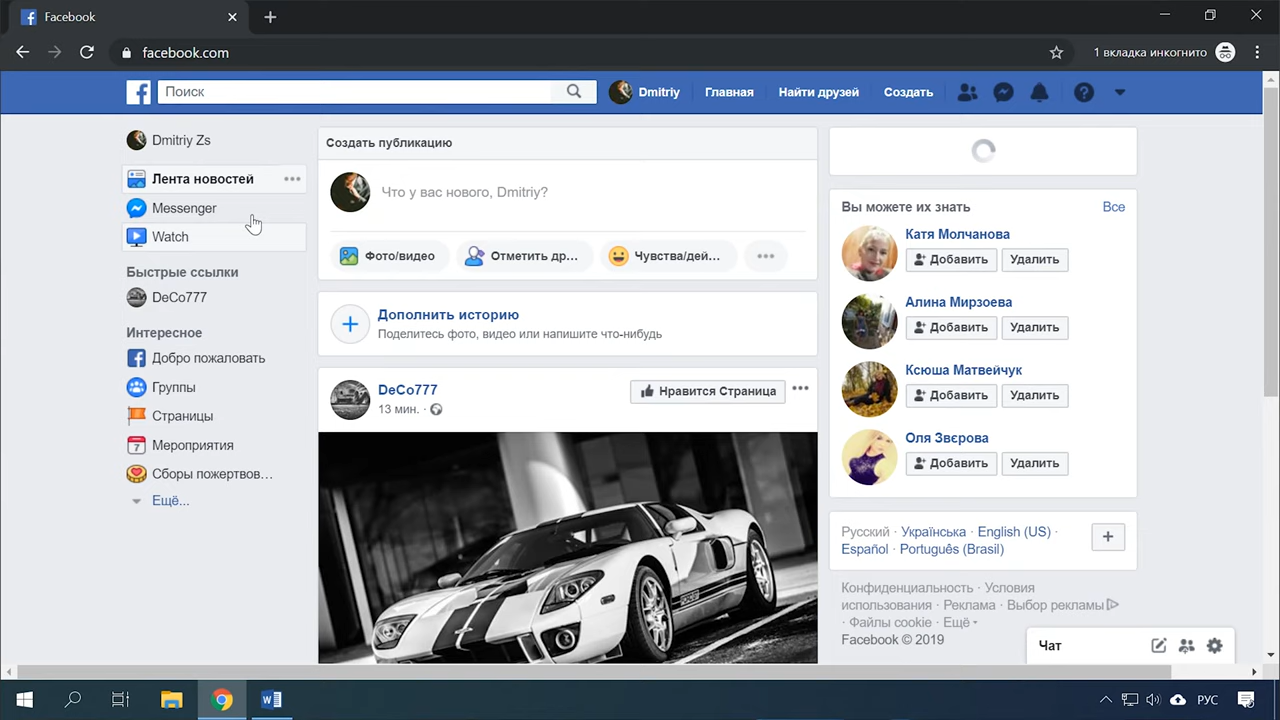 Facebook
facebook.com
1 вкладка инкогнито
Поиск
Dmitriy
Главная
Найти друзей
Создать
Dmitriy Zs
Лента новостей
Messenger
Watch
Быстрые ссылки
DeCo777
Интересное
Добро пожаловать
Группы
Страницы
7
Мероприятия
Сборы пожертвов...
Ещё...
Создать публикацию
Что у вас нового, Dmitriy?
Фото/видео
Отметить др...
Чувства/дей...
Дополнить историю
Поделитесь фото, видео или напишите что-нибудь
DeCo777
13 мин. ·
Нравится Страница
Вы можете их знать
Все
Катя Молчанова
Добавить
Удалить
Алина Мирзоева
Добавить
Удалить
Ксюша Матвейчук
Добавить
Удалить
Оля Звєрова
Добавить
Удалить
Русский · Українська · English (US) ·
Español · Português (Brasil)
Конфиденциальность · Условия
использования · Реклама · Выбор рекламы
· Файлы cookie · Ещё
Facebook © 2019
Чат
РУС